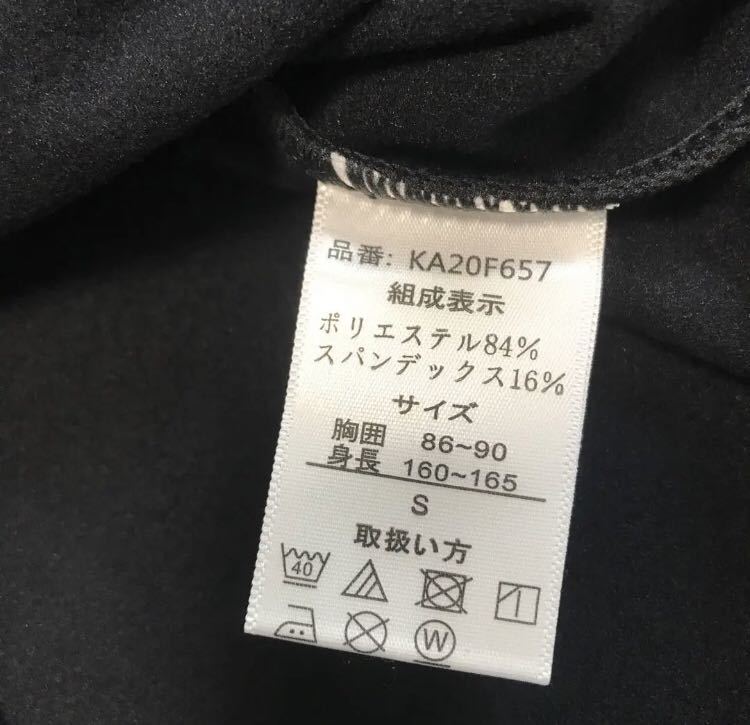 品番: KA20F657
組成表示
ポリエステル84%
スパンデックス16%
サイズ
胸囲 86~90
身長 160~165
S
取扱い方
40
W